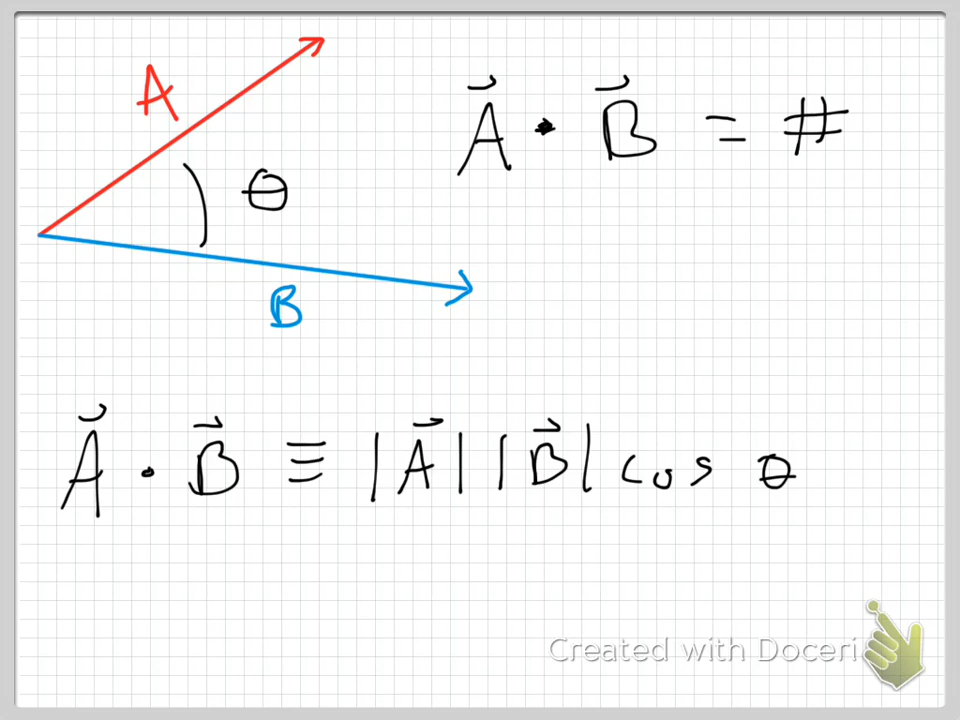 A
A⃗ · B⃗ = #
θ
B
A⃗ · B⃗ ≡ |A⃗| |B⃗| cos θ
Created with Doceri